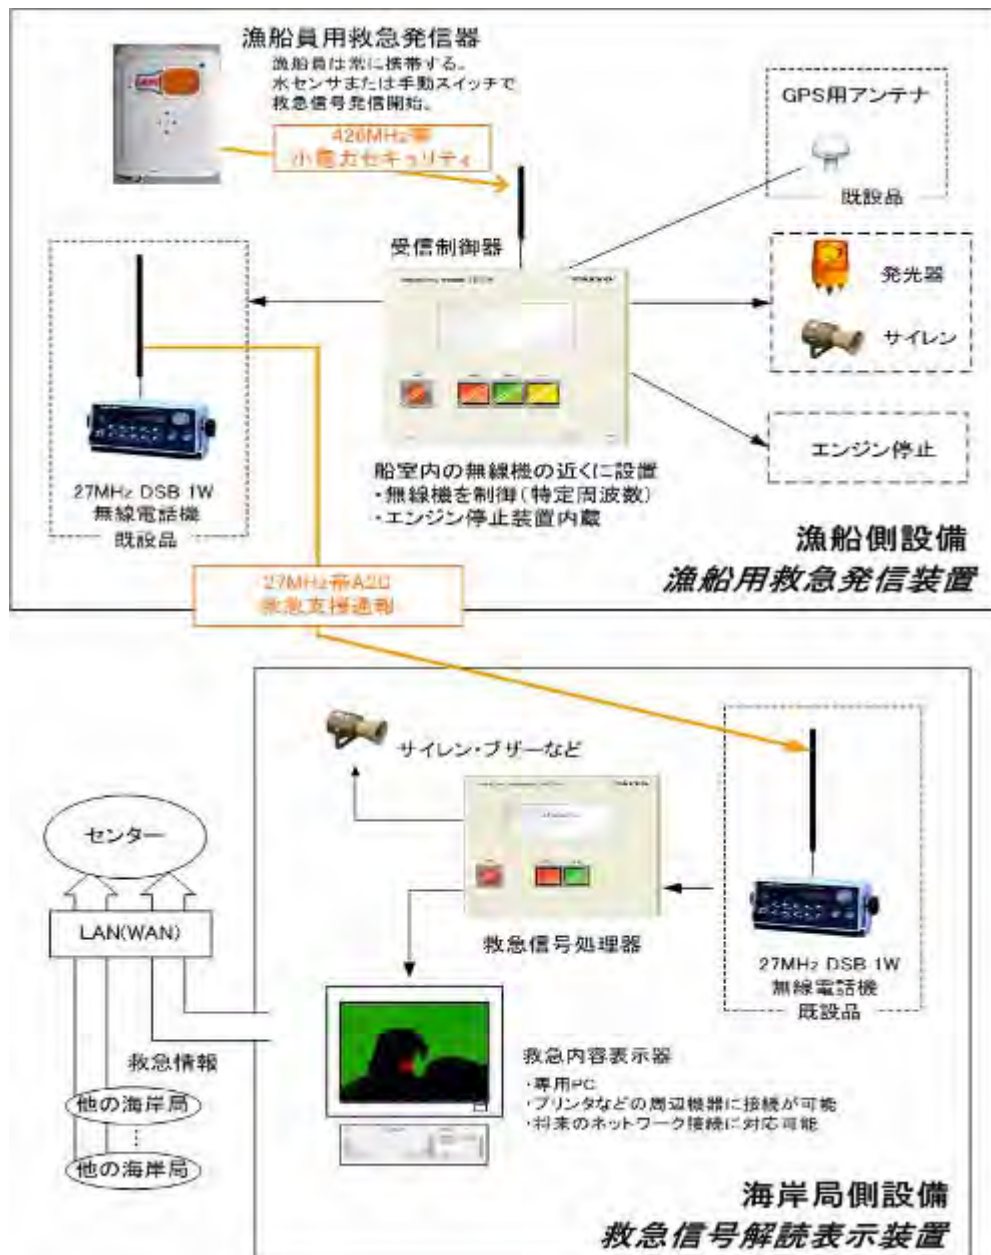 漁船員用救急発信器
漁船員は常に携帯する。
水センサまたは手動スイッチで
救急信号発信開始。
426MHz帯
小電力セキュリティ
GPS用アンテナ
既設品
受信制御器
発光器
サイレン
エンジン停止
27MHz DSB 1W
無線電話機
既設品
船室内の無線機の近くに設置
・無線機を制御(特定周波数)
・エンジン停止装置内蔵
漁船側設備
漁船用救急発信装置
27MHz帯A2D
救急支援通報
サイレン・ブザーなど
センター
LAN(WAN)
救急信号処理器
27MHz DSB 1W
無線電話機
既設品
救急情報
他の海岸局
他の海岸局
救急内容表示器
・専用PC
・プリンタなどの周辺機器に接続が可能
・将来のネットワーク接続に対応可能
海岸局側設備
救急信号解読表示装置